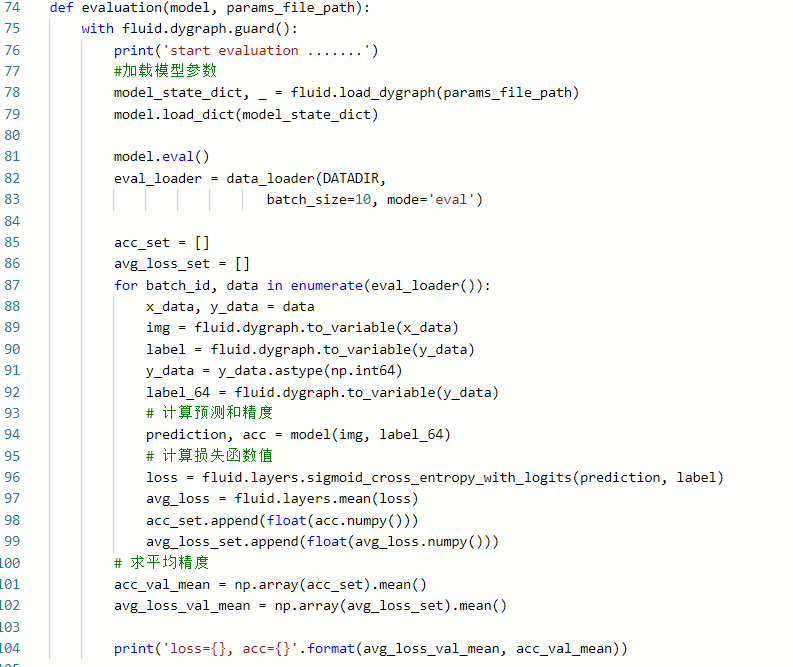 74 def evaluation(model, params_file_path):
75     with fluid.dygraph.guard():
76         print('start evaluation .......')
77         #加载模型参数
78         model_state_dict, _ = fluid.load_dygraph(params_file_path)
79         model.load_dict(model_state_dict)
80
81         model.eval()
82         eval_loader = data_loader(DATADIR,
83                            batch_size=10, mode='eval')
84
85         acc_set = []
86         avg_loss_set = []
87         for batch_id, data in enumerate(eval_loader()):
88             x_data, y_data = data
89             img = fluid.dygraph.to_variable(x_data)
90             label = fluid.dygraph.to_variable(y_data)
91             y_data = y_data.astype(np.int64)
92             label_64 = fluid.dygraph.to_variable(y_data)
93             # 计算预测和精度
94             prediction, acc = model(img, label_64)
95             # 计算损失函数值
96             loss = fluid.layers.sigmoid_cross_entropy_with_logits(prediction, label)
97             avg_loss = fluid.layers.mean(loss)
98             acc_set.append(float(acc.numpy()))
99             avg_loss_set.append(float(avg_loss.numpy()))
100         # 求平均精度
101         acc_val_mean = np.array(acc_set).mean()
102         avg_loss_val_mean = np.array(avg_loss_set).mean()
103
104         print('loss={}, acc={}'.format(avg_loss_val_mean, acc_val_mean))